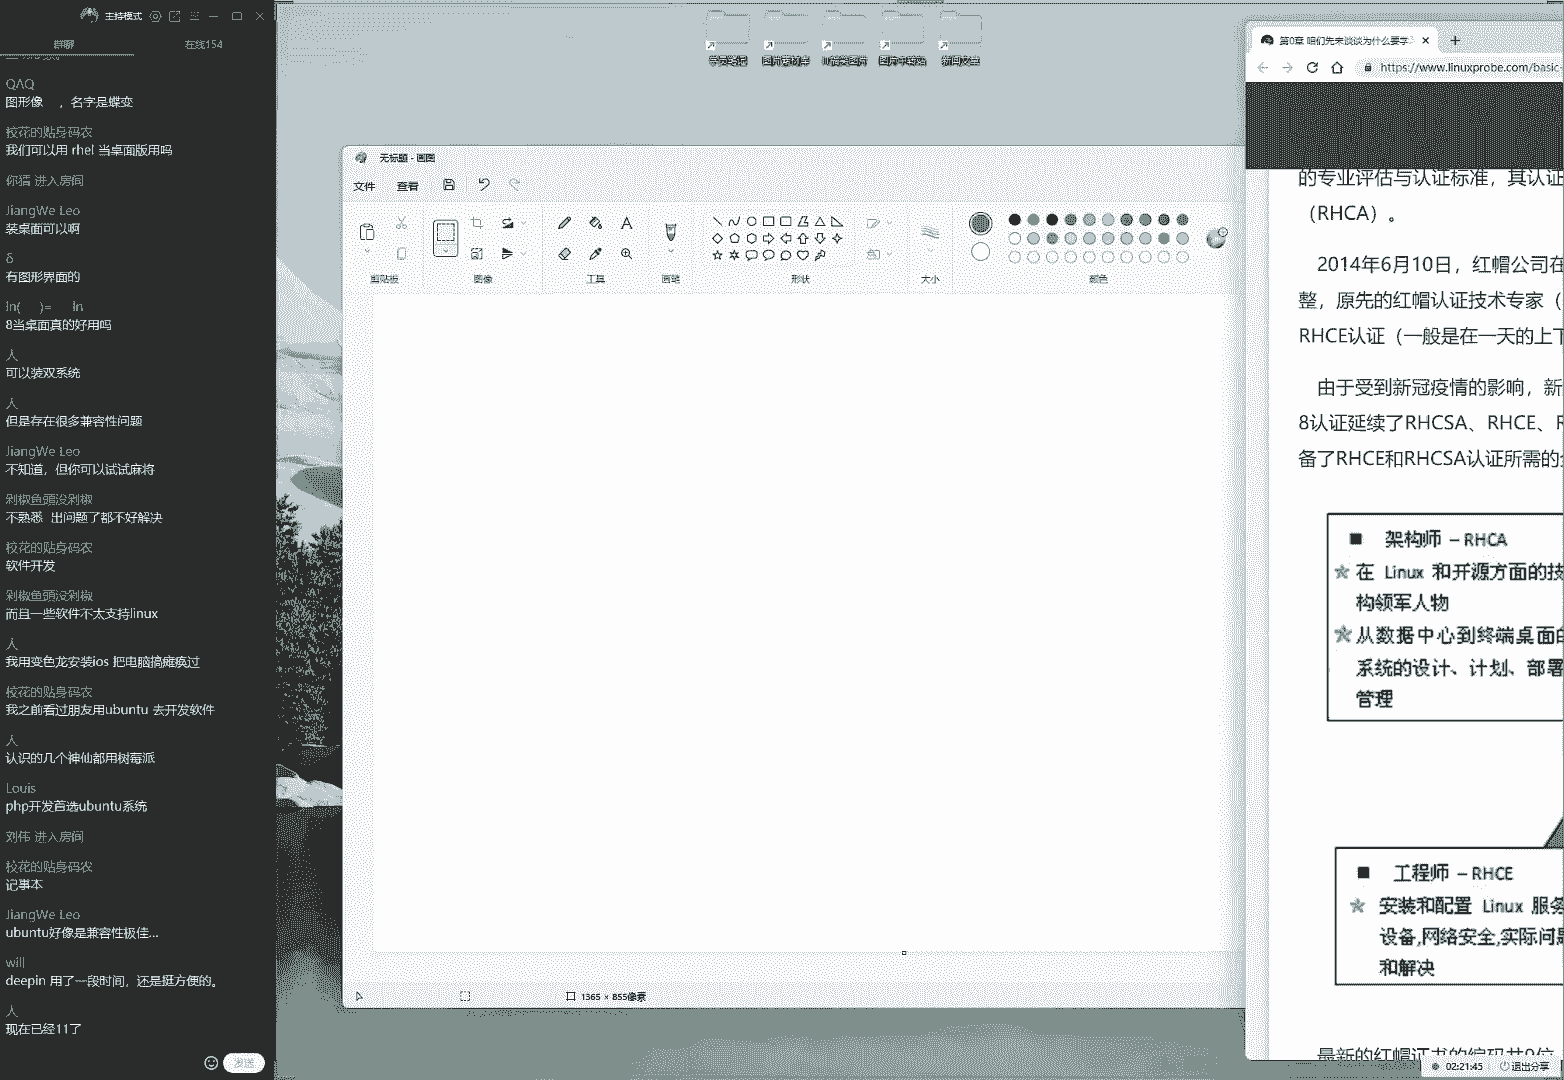 主持模式
群聊
在线154
QAQ
图形像 ，名字是蝶变
校花的贴身码农
我们可以用 rhel 当桌面版用吗
你猜 进入房间
JiangWe Leo
装桌面可以啊
δ
有图形界面的
ln( )= ln
8当桌面真的好用吗
人
可以装双系统
人
但是存在很多兼容性问题
JiangWe Leo
不知道，但你可以试试麻将
剁椒鱼頭没剁椒
不熟悉 出问题了都不好解决
校花的贴身码农
软件开发
剁椒鱼頭没剁椒
而且一些软件不太支持linux
人
我用变色龙安装ios 把电脑搞瘫痪过
校花的贴身码农
我之前看过朋友用ubuntu 去开发软件
人
认识的几个神仙都用树莓派
Louis
php开发首选ubuntu系统
刘伟 进入房间
校花的贴身码农
记事本
JiangWe Leo
ubuntu好像是兼容性极佳...
will
deepin 用了一段时间，还是挺方便的。
人
现在已经11了
发送
新闻文章
无标题 - 画图
文件
查看
剪贴板
图像
工具
画笔
形状
大小
颜色
1365 × 855像素
第0章 咱们先来谈谈为什么要学
https://www.linuxprobe.com/basic-
的专业评估与认证标准，其认证
（RHCA）。
2014年6月10日，红帽公司在
整，原先的红帽认证技术专家（
RHCE认证（一般是在一天的上下
由于受到新冠疫情的影响，新
8认证延续了RHCSA、RHCE、R
备了RHCE和RHCSA认证所需的
■ 架构师 – RHCA
在 Linux 和开源方面的技
构领军人物
从数据中心到终端桌面的
系统的设计、计划、部署
管理
■ 工程师 – RHCE
安装和配置 Linux 服务
设备,网络安全,实际问题
和解决
最新的红帽证书的编码共9位
02:21:45
退出分享